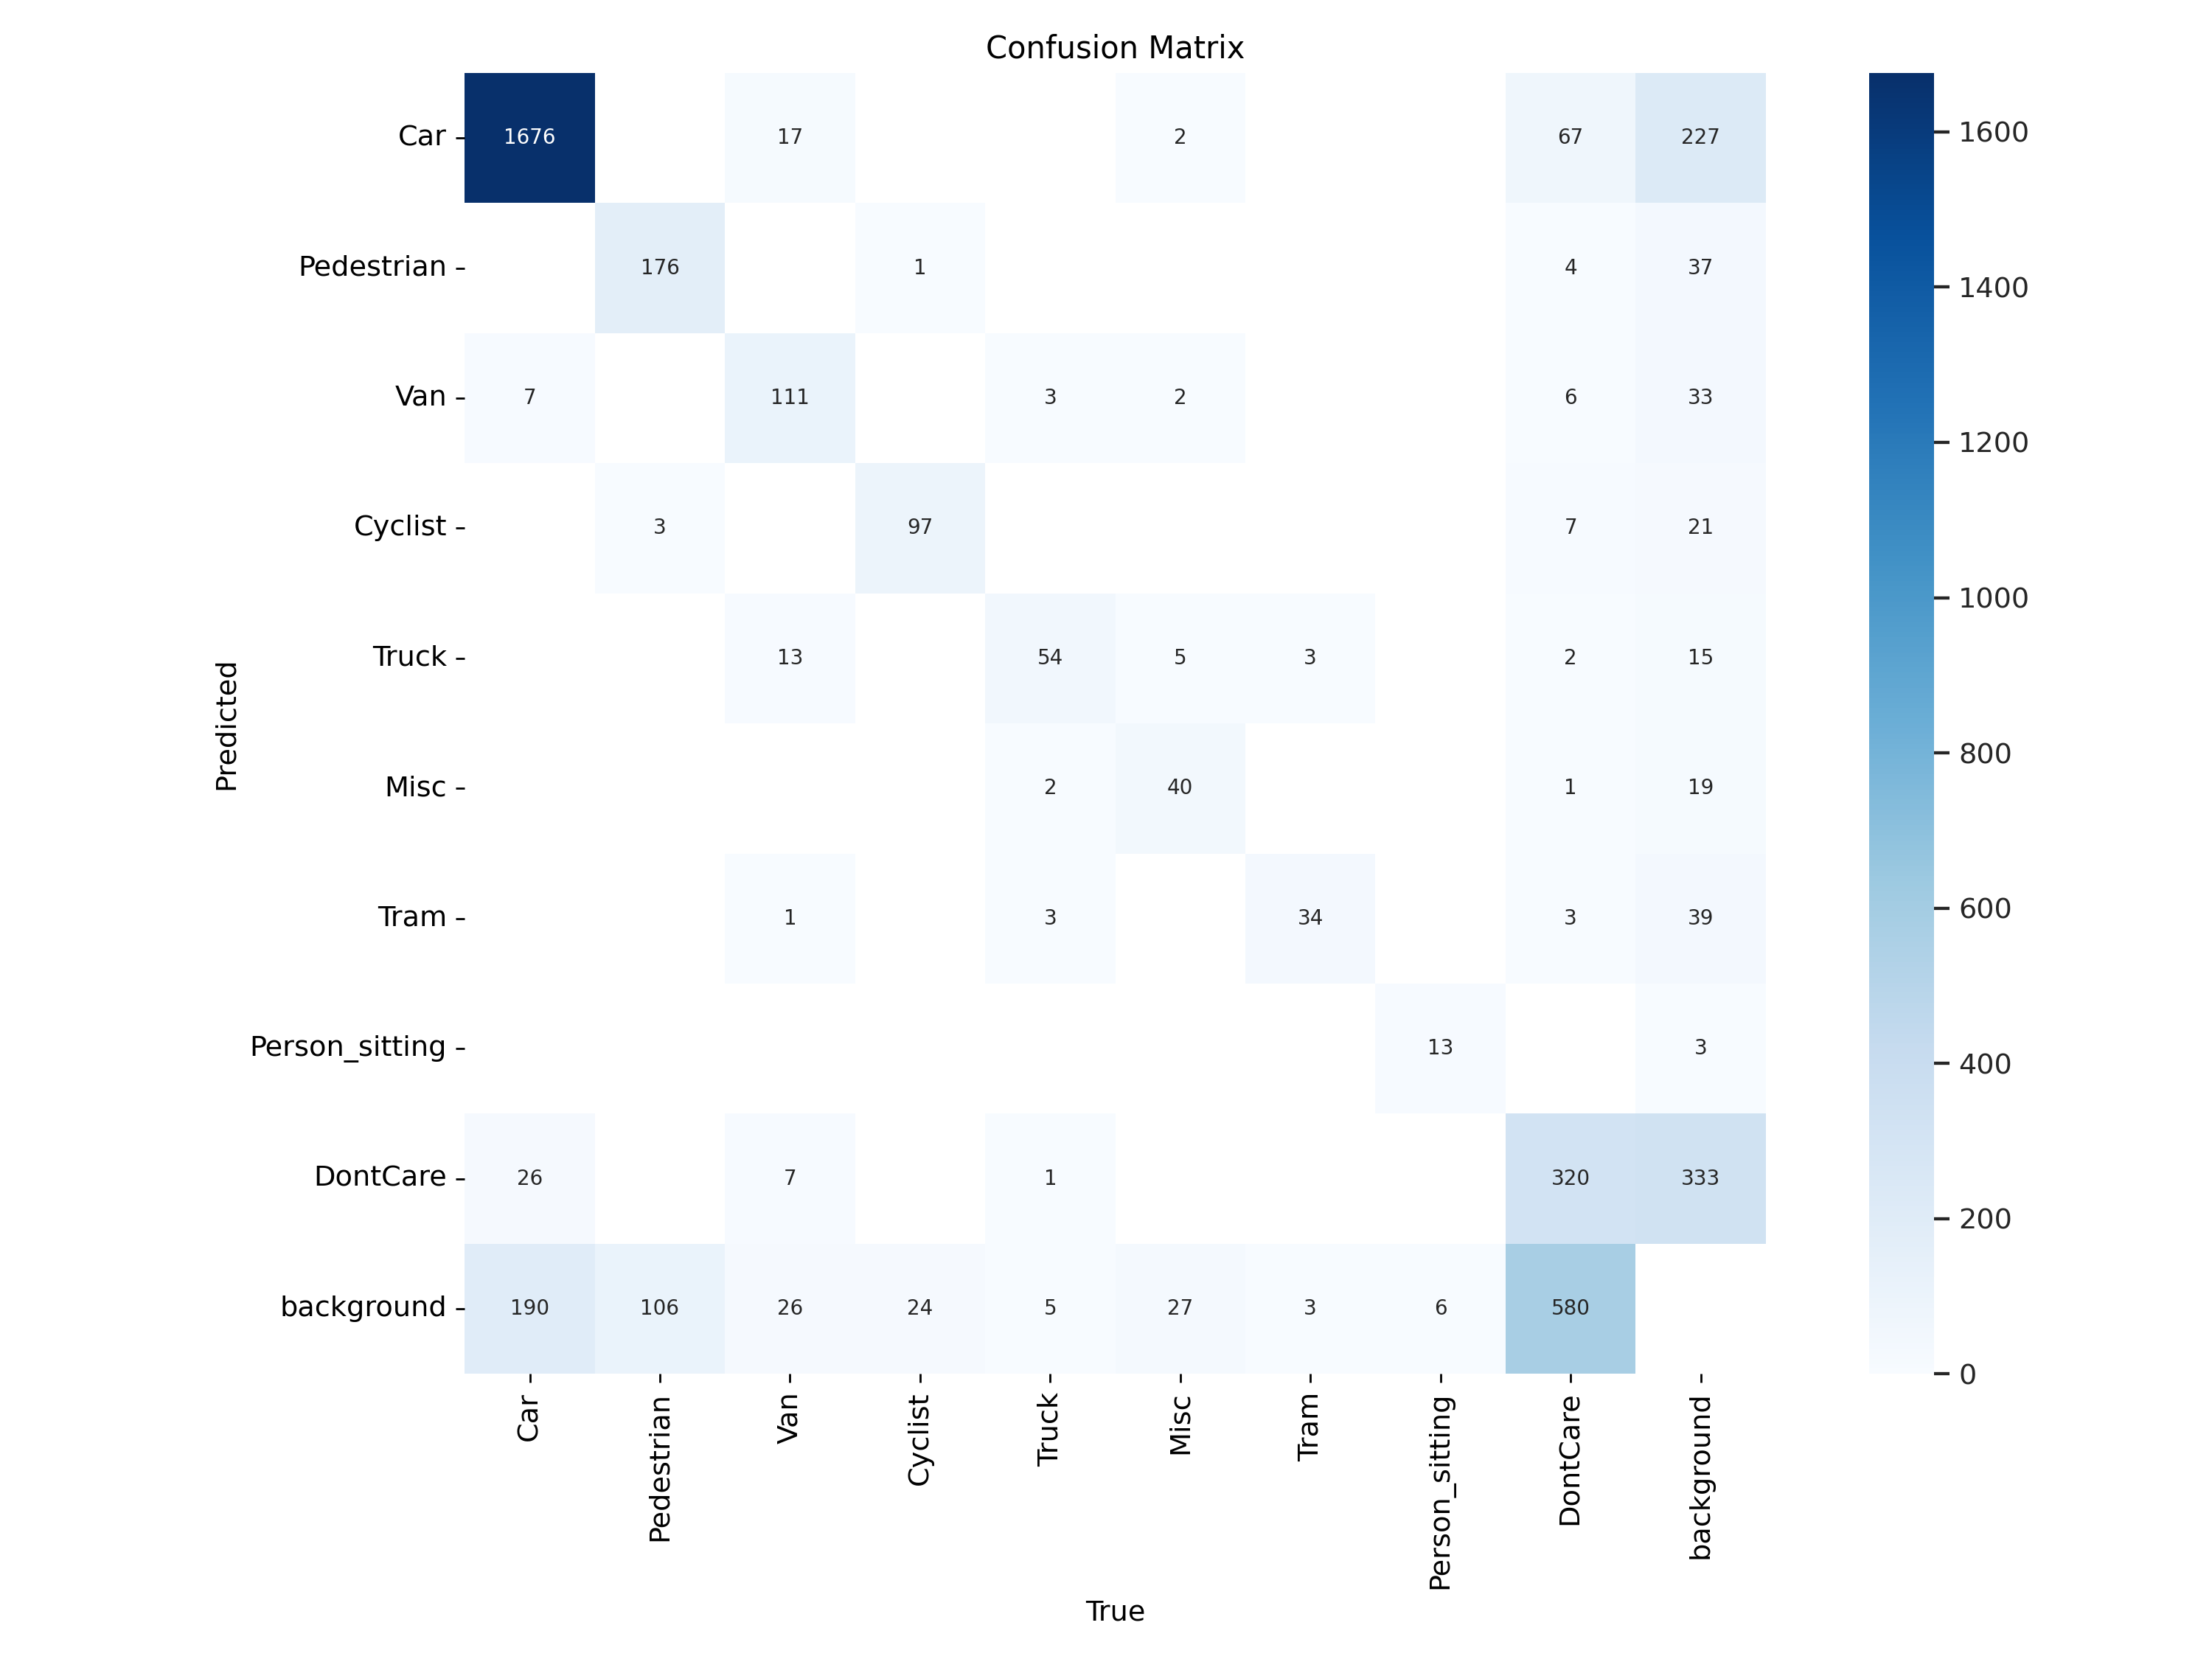 Confusion Matrix
Car 1676 17 2 67 227
Pedestrian 176 1 4 37
Van 7 111 3 2 6 33
Cyclist 3 97 7 21
Truck 13 54 5 3 2 15
Misc 2 40 1 19
Tram 1 3 34 3 39
Person_sitting 13 3
DontCare 26 7 1 320 333
background 190 106 26 24 5 27 3 6 580
Predicted
Car Pedestrian Van Cyclist Truck Misc Tram Person_sitting DontCare background
True
1600
1400
1200
1000
800
600
400
200
0